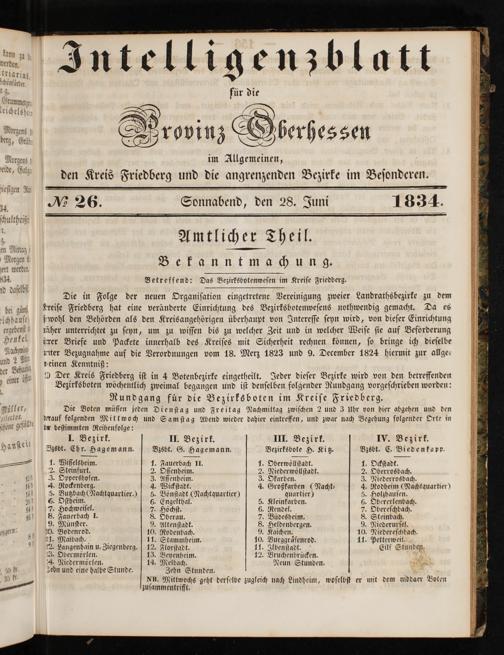 Intelligenzblatt
für die
Provinz Oberhessen
im Allgemeinen,
den Kreis Friedberg und die angrenzenden Bezirke im Besonderen.
№ 26. Sonnabend, den 28. Juni 1834.
Amtlicher Theil.
Bekanntmachung.
Betreffend: Das Bezirksbotenwesen im Kreise Friedberg.
Die in Folge der neuen Organisation eingetretene Vereinigung zweier Landrathsbezirke zu dem
Kreise Friedberg hat eine veränderte Einrichtung des Bezirksbotenwesens nothwendig gemacht. Da es
sowohl den Behörden als den Kreisangehörigen überhaupt von Interesse seyn wird, von dieser Einrichtung
näher unterrichtet zu seyn, um zu wissen zu welcher Zeit und in welcher Weise sie auf Beförderung
ihrer Briefe und Packete innerhalb des Kreises mit Sicherheit rechnen können, so bringe ich dieselbe
unter Bezugnahme auf die Verordnungen vom 18. Merz 1823 und 9. December 1824 hiermit zur allge-
meinen Kenntniß:
Der Kreis Friedberg ist in 4 Botenbezirke eingetheilt. Jeder dieser Bezirke wird von den betreffenden
Bezirksboten wöchentlich zweimal begangen und ist denselben folgender Rundgang vorgeschrieben worden:
Rundgang für die Bezirksboten im Kreise Friedberg.
Die Boten müssen jeden Dienstag und Freitag Nachmittag zwischen 2 und 3 Uhr von hier abgehen und den
darauf folgenden Mittwoch und Samstag Abend wieder dahier eintreffen, und zwar nach Begehung folgender Orte in
der bestimmten Reihenfolge:
I. Bezirk.
Bzsbt. Chr. Hagemann.
1. Wisselsheim.
2. Steinfurt.
3. Oppershofen.
4. Rockenberg.
5. Butzbach (Nachtquartier.)
6. Ostheim.
7. Hochweisel.
8. Fauerbach I.
9. Münster.
10. Bodenrod.
11. Maibach.
12. Langenhain u. Ziegenberg.
13. Obermörlen.
14. Niedermörlen.
Zehn und eine halbe Stunde.
II. Bezirk.
Bzsbt. G. Hagemann.
1. Fauerbach II.
2. Ossenheim.
3. Assenheim.
4. Wickstadt.
5. Bönstadt (Nachtquartier)
6. Engelthal.
7. Höchst.
8. Oberau.
9. Altenstadt.
10. Rodenbach.
11. Stammheim.
12. Florstadt.
13. Beyenheim.
14. Melbach.
Zehn Stunden.
NB. Mittwochs geht derselbe zugleich nach Lindheim, woselbst er mit dem niddaer Boten
zusammentrifft.
III. Bezirk.
Bezirksbote H. Kitz.
1. Oberwöllstadt.
2. Niederwöllstadt.
3. Okarben.
4. Großkarben (Nacht-
quartier)
5. Kleinkarben.
6. Rendel.
7. Büdesheim.
8. Heldenbergen.
9. Kaichen.
10. Burggräfenrod.
11. Ilbenstadt.
12. Bruchenbrücken.
Neun Stunden.
IV. Bezirk.
Bzsbt. C. Biedenkapp.
1. Ockstadt.
2. Oberrosbach.
3. Niederrosbach.
4. Rodheim (Nachtquartier)
5. Holzhausen.
6. Obereschbach.
7. Obererlenbach.
8. Steinbach.
9. Niederursel.
10. Niedereschbach.
11. Petterweil.
Eilf Stunden.